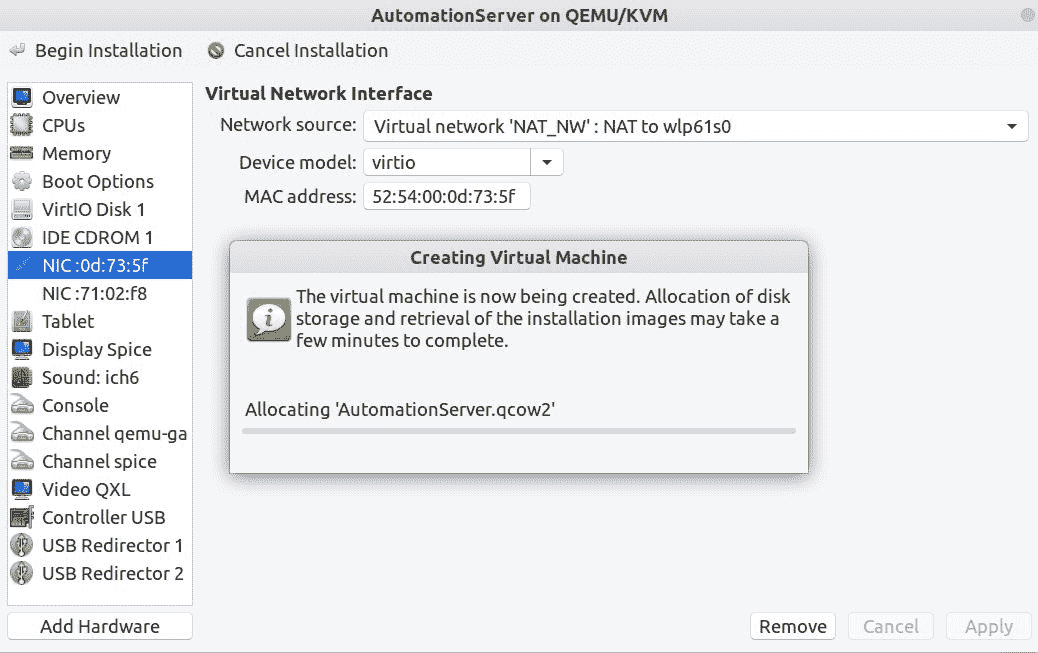 AutomationServer on QEMU/KVM
Begin Installation
Cancel Installation
Overview
CPUs
Memory
Boot Options
VirtIO Disk 1
IDE CDROM 1
NIC :0d:73:5f
NIC :71:02:f8
Tablet
Display Spice
Sound: ich6
Console
Channel qemu-ga
Channel spice
Video QXL
Controller USB
USB Redirector 1
USB Redirector 2
Add Hardware
Virtual Network Interface
Network source: Virtual network 'NAT_NW' : NAT to wlp61s0
Device model: virtio
MAC address: 52:54:00:0d:73:5f
Creating Virtual Machine
The virtual machine is now being created. Allocation of disk
storage and retrieval of the installation images may take a
few minutes to complete.
Allocating 'AutomationServer.qcow2'
Remove
Cancel
Apply